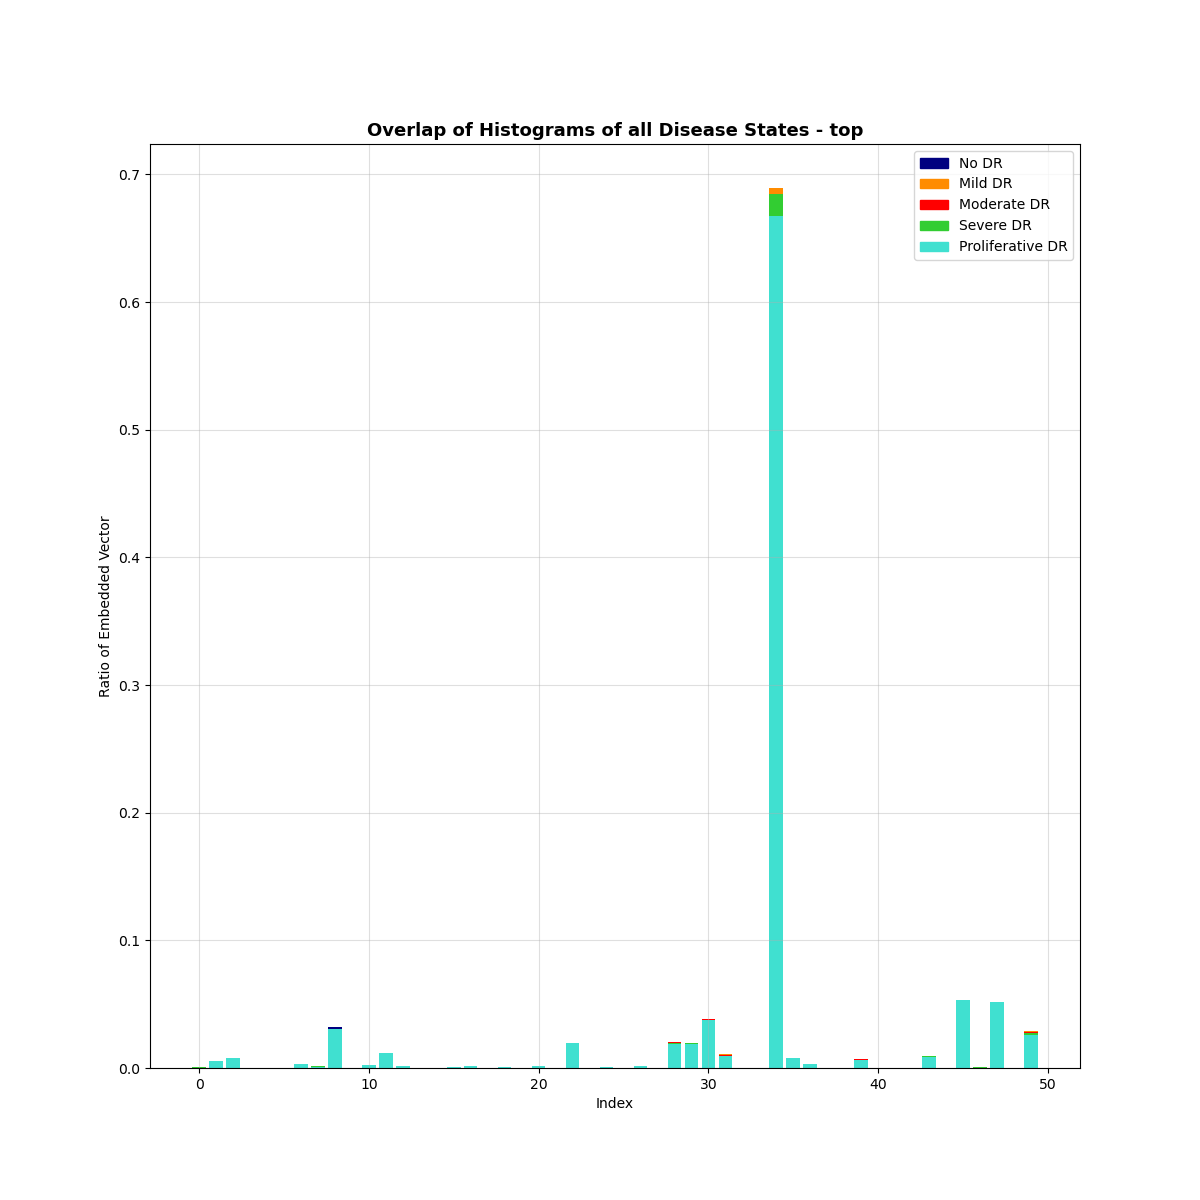 Overlap of Histograms of all Disease States - top
No DR
Mild DR
Moderate DR
Severe DR
Proliferative DR
Ratio of Embedded Vector
0.7
0.6
0.5
0.4
0.3
0.2
0.1
0.0
0 10 20 30 40 50
Index